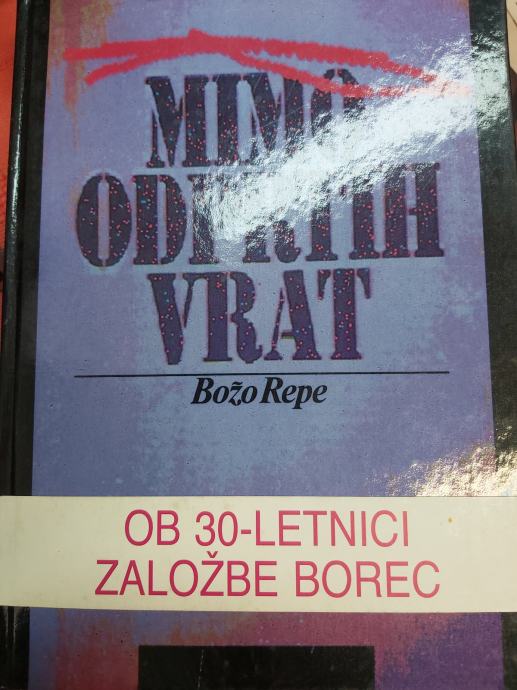 MIMO
ODPRTIH
VRAT
Božo Repe
OB 30-LETNICI
ZALOŽBE BOREC